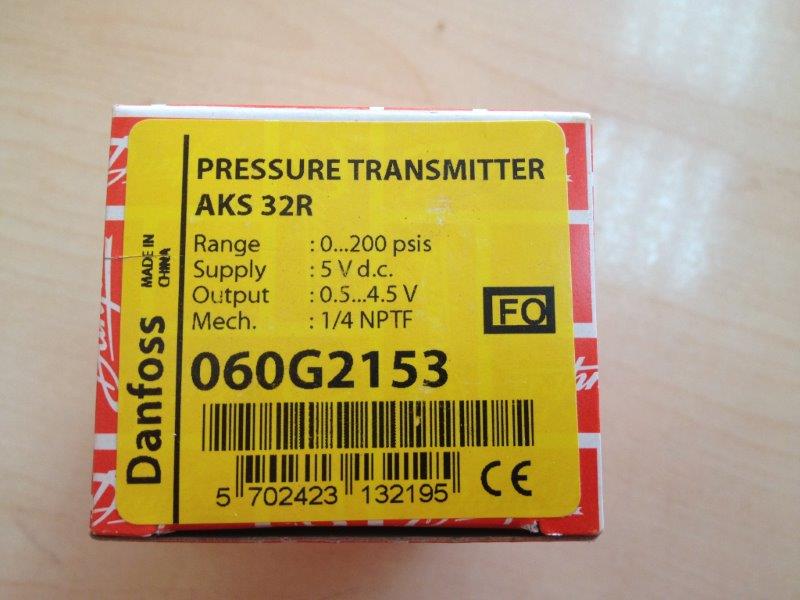 PRESSURE TRANSMITTER
AKS 32R
Range : 0...200 psis
Supply : 5 V d.c.
Output : 0.5...4.5 V
Mech. : 1/4 NPTF
FO
060G2153
5 702423 132195
CE
Danfoss
MADE IN
CHINA